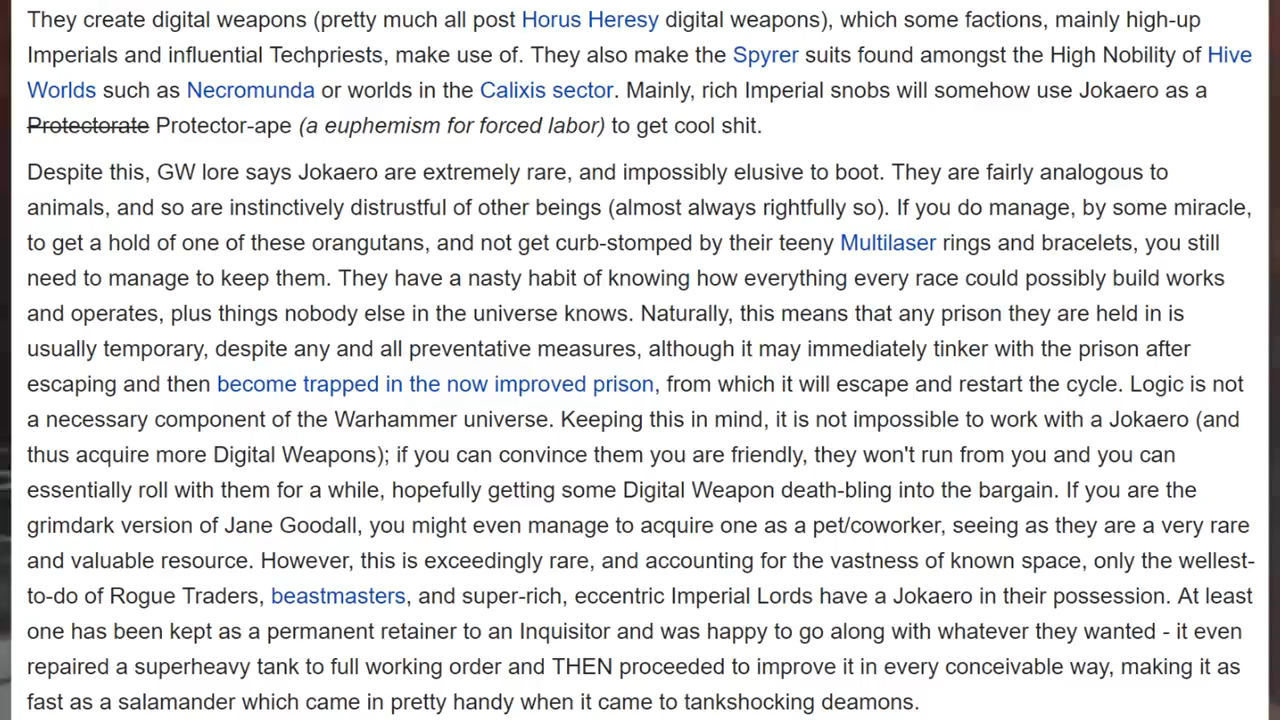 They create digital weapons (pretty much all post Horus Heresy digital weapons), which some factions, mainly high-up
Imperials and influential Techpriests, make use of. They also make the Spyrer suits found amongst the High Nobility of Hive
Worlds such as Necromunda or worlds in the Calixis sector. Mainly, rich Imperial snobs will somehow use Jokaero as a
Protectorate Protector-ape (a euphemism for forced labor) to get cool shit.
Despite this, GW lore says Jokaero are extremely rare, and impossibly elusive to boot. They are fairly analogous to
animals, and so are instinctively distrustful of other beings (almost always rightfully so). If you do manage, by some miracle,
to get a hold of one of these orangutans, and not get curb-stomped by their teeny Multilaser rings and bracelets, you still
need to manage to keep them. They have a nasty habit of knowing how everything every race could possibly build works
and operates, plus things nobody else in the universe knows. Naturally, this means that any prison they are held in is
usually temporary, despite any and all preventative measures, although it may immediately tinker with the prison after
escaping and then become trapped in the now improved prison, from which it will escape and restart the cycle. Logic is not
a necessary component of the Warhammer universe. Keeping this in mind, it is not impossible to work with a Jokaero (and
thus acquire more Digital Weapons); if you can convince them you are friendly, they won't run from you and you can
essentially roll with them for a while, hopefully getting some Digital Weapon death-bling into the bargain. If you are the
grimdark version of Jane Goodall, you might even manage to acquire one as a pet/coworker, seeing as they are a very rare
and valuable resource. However, this is exceedingly rare, and accounting for the vastness of known space, only the wellest-
to-do of Rogue Traders, beastmasters, and super-rich, eccentric Imperial Lords have a Jokaero in their possession. At least
one has been kept as a permanent retainer to an Inquisitor and was happy to go along with whatever they wanted - it even
repaired a superheavy tank to full working order and THEN proceeded to improve it in every conceivable way, making it as
fast as a salamander which came in pretty handy when it came to tankshocking deamons.